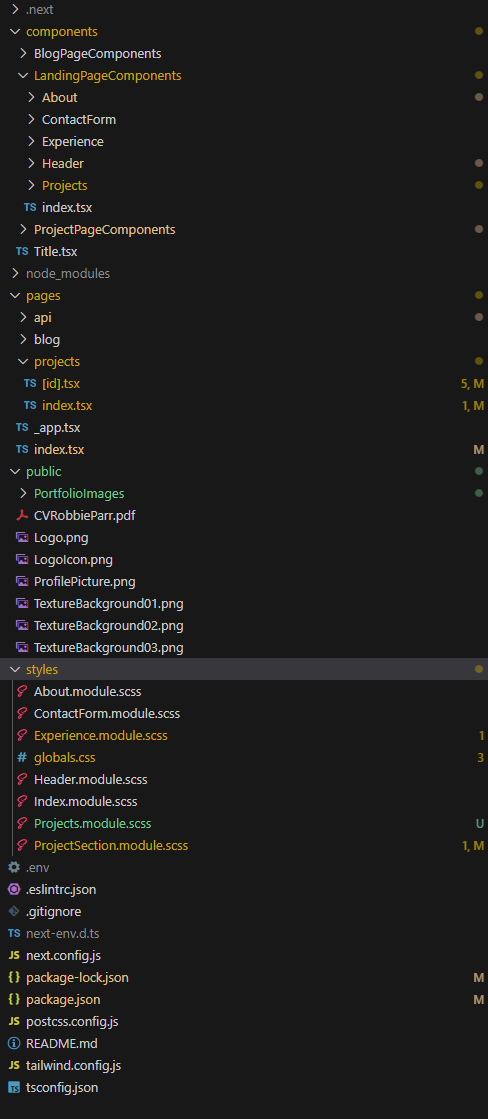 .next
components
BlogPageComponents
LandingPageComponents
About
ContactForm
Experience
Header
Projects
TS index.tsx
ProjectPageComponents
TS Title.tsx
node_modules
pages
api
blog
projects
TS [id].tsx 5, M
TS index.tsx 1, M
TS _app.tsx
TS index.tsx M
public
PortfolioImages
CVRobbieParr.pdf
Logo.png
LogoIcon.png
ProfilePicture.png
TextureBackground01.png
TextureBackground02.png
TextureBackground03.png
styles
About.module.scss
ContactForm.module.scss
Experience.module.scss 1
# globals.css 3
Header.module.scss
Index.module.scss
Projects.module.scss U
ProjectSection.module.scss 1, M
.env
.eslintrc.json
.gitignore
TS next-env.d.ts
JS next.config.js
{} package-lock.json M
{} package.json M
JS postcss.config.js
README.md
JS tailwind.config.js
TS tsconfig.json